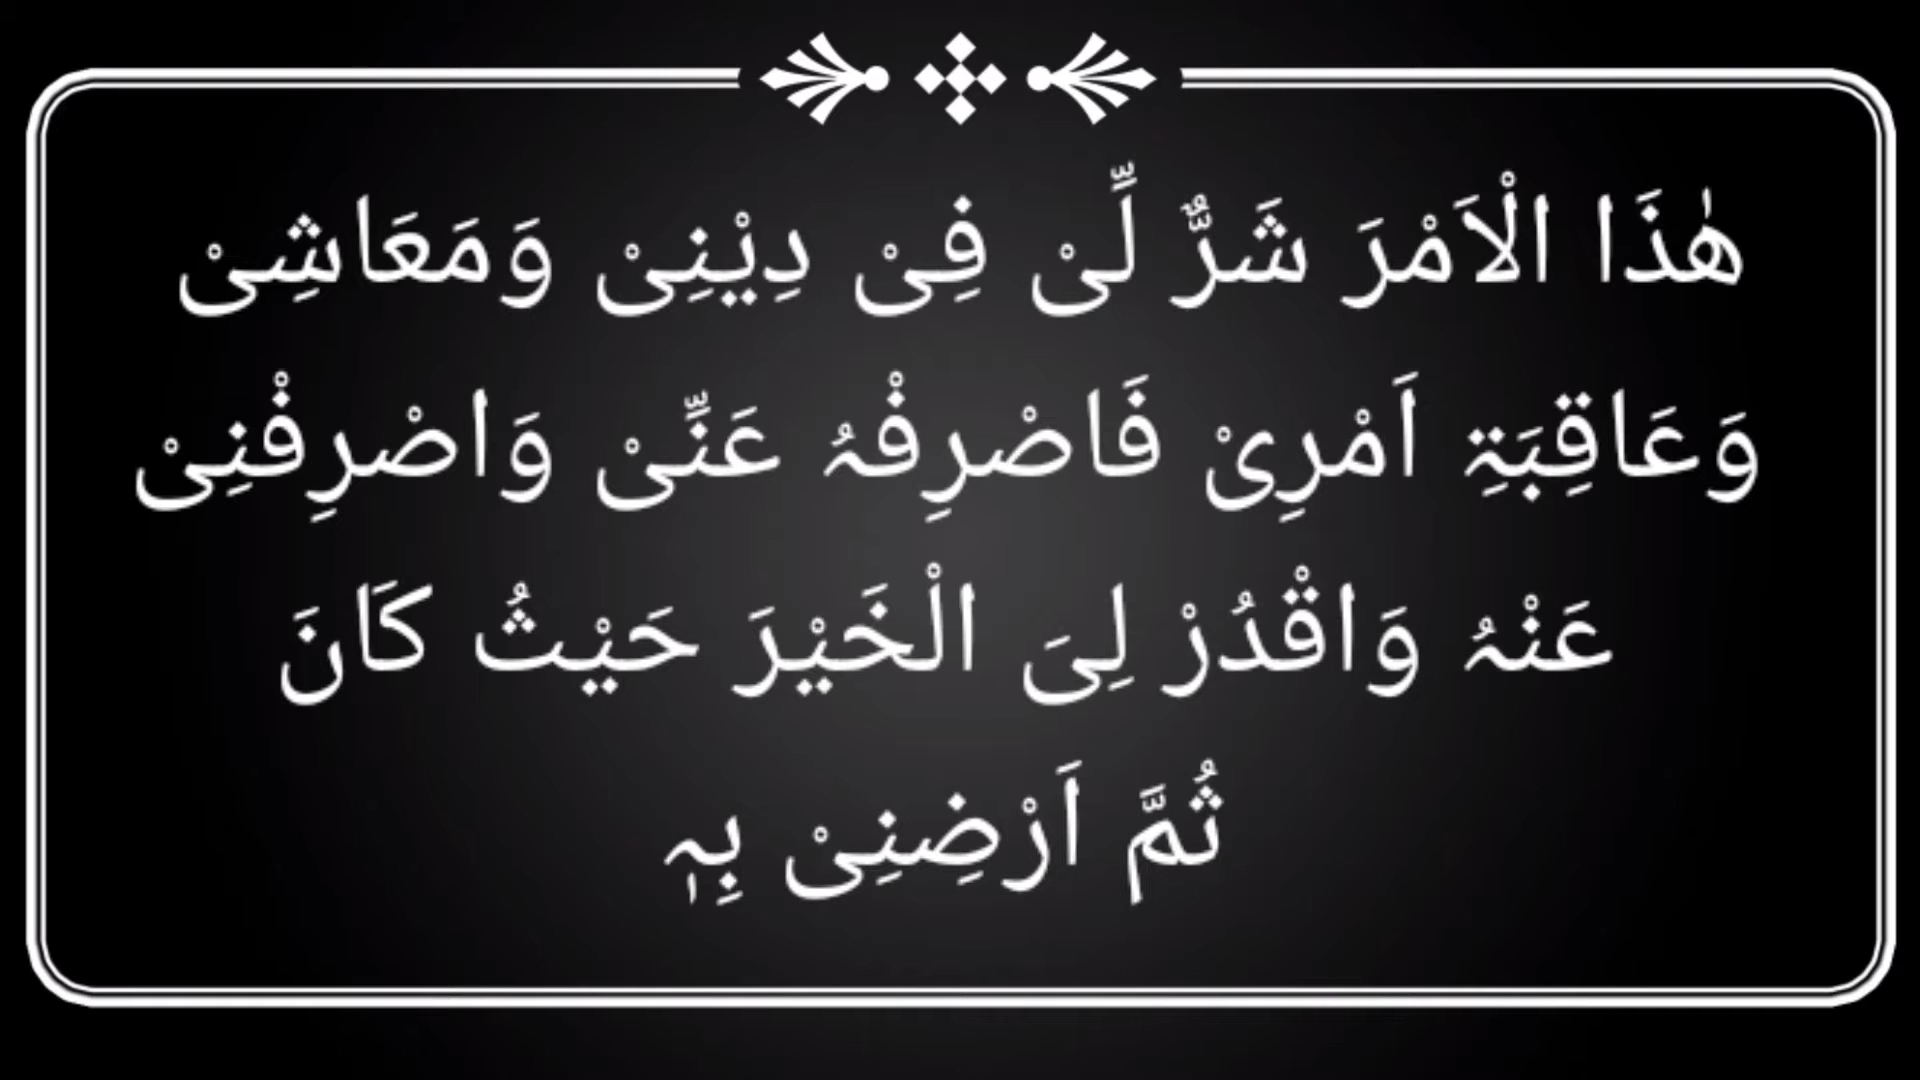 هٰذَا الْاَمْرَ شَرٌّ لِّیْ فِیْ دِیْنِیْ وَمَعَاشِیْ
وَعَاقِبَۃِ اَمْرِیْ فَاصْرِفْہُ عَنِّیْ وَاصْرِفْنِیْ
عَنْہُ وَاقْدُرْ لِیَ الْخَیْرَ حَیْثُ کَانَ
ثُمَّ اَرْضِنِیْ بِہٖ